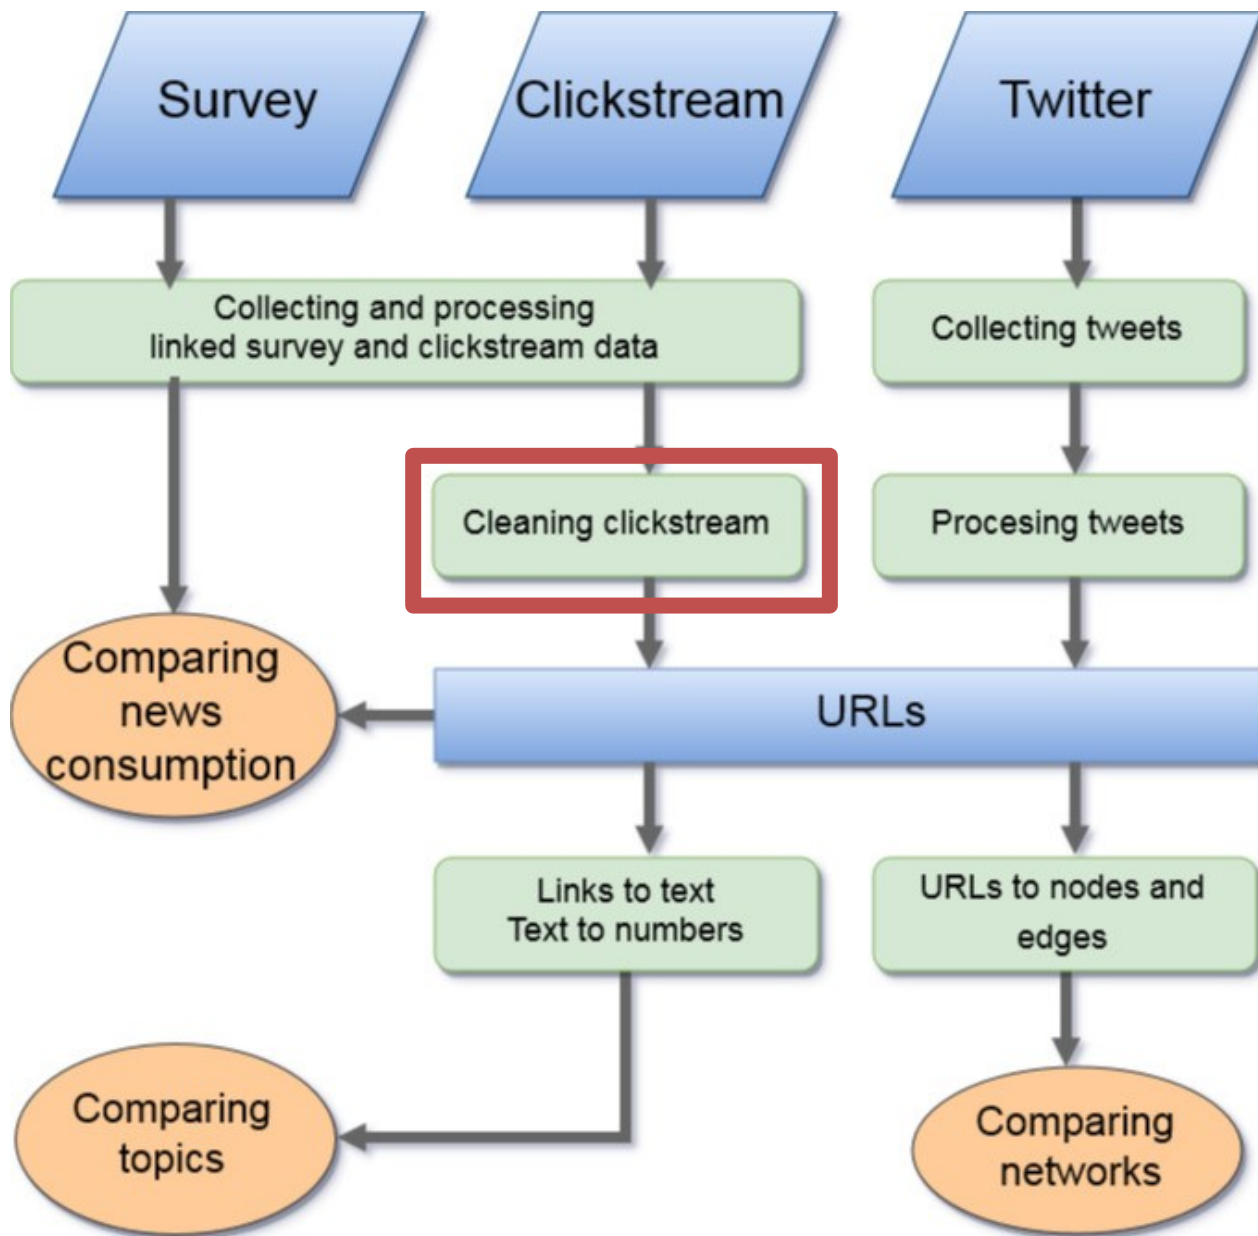 Survey
Clickstream
Twitter
Collecting and processing
linked survey and clickstream data
Collecting tweets
Cleaning clickstream
Procesing tweets
Comparing
news
consumption
URLs
Links to text
Text to numbers
URLs to nodes and
edges
Comparing
topics
Comparing
networks